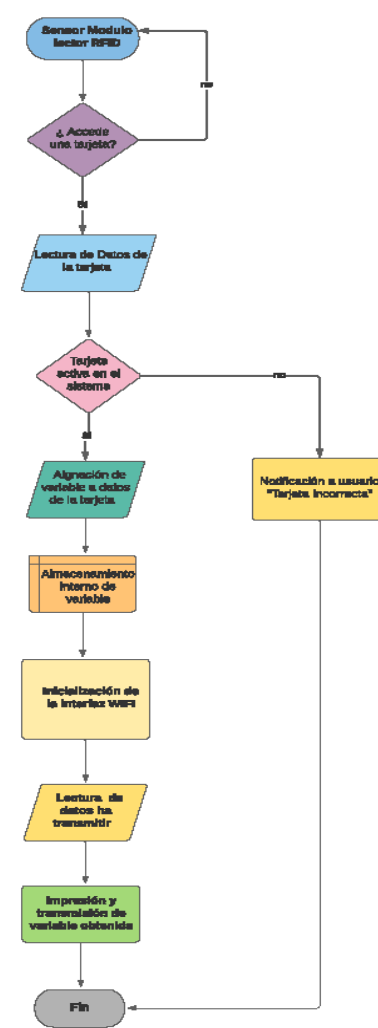 Sensor Modulo
lector RFID
no
¿ Accede
una tarjeta?
si
Lectura de Datos de
la tarjeta
Tarjeta
activa en el
sistema
no
si
Aignación de
variable a datos
de la tarjeta
Notificación a usuario
"Tarjeta Incorrecta"
Almacenamiento
interno de
variable
Inicialización de
la interfaz WIFI
Lectura de
datos ha
transmitir
Impresión y
transmisión de
variable obtenida
Fin